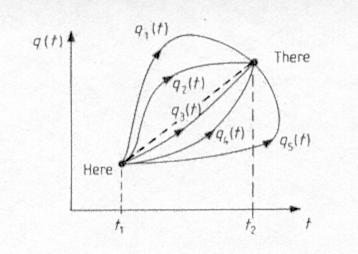 q₁(t)
q(t)
There
q₂(t)
q₃(t)
q₄(t)
q₅(t)
Here
t₁
t₂
t